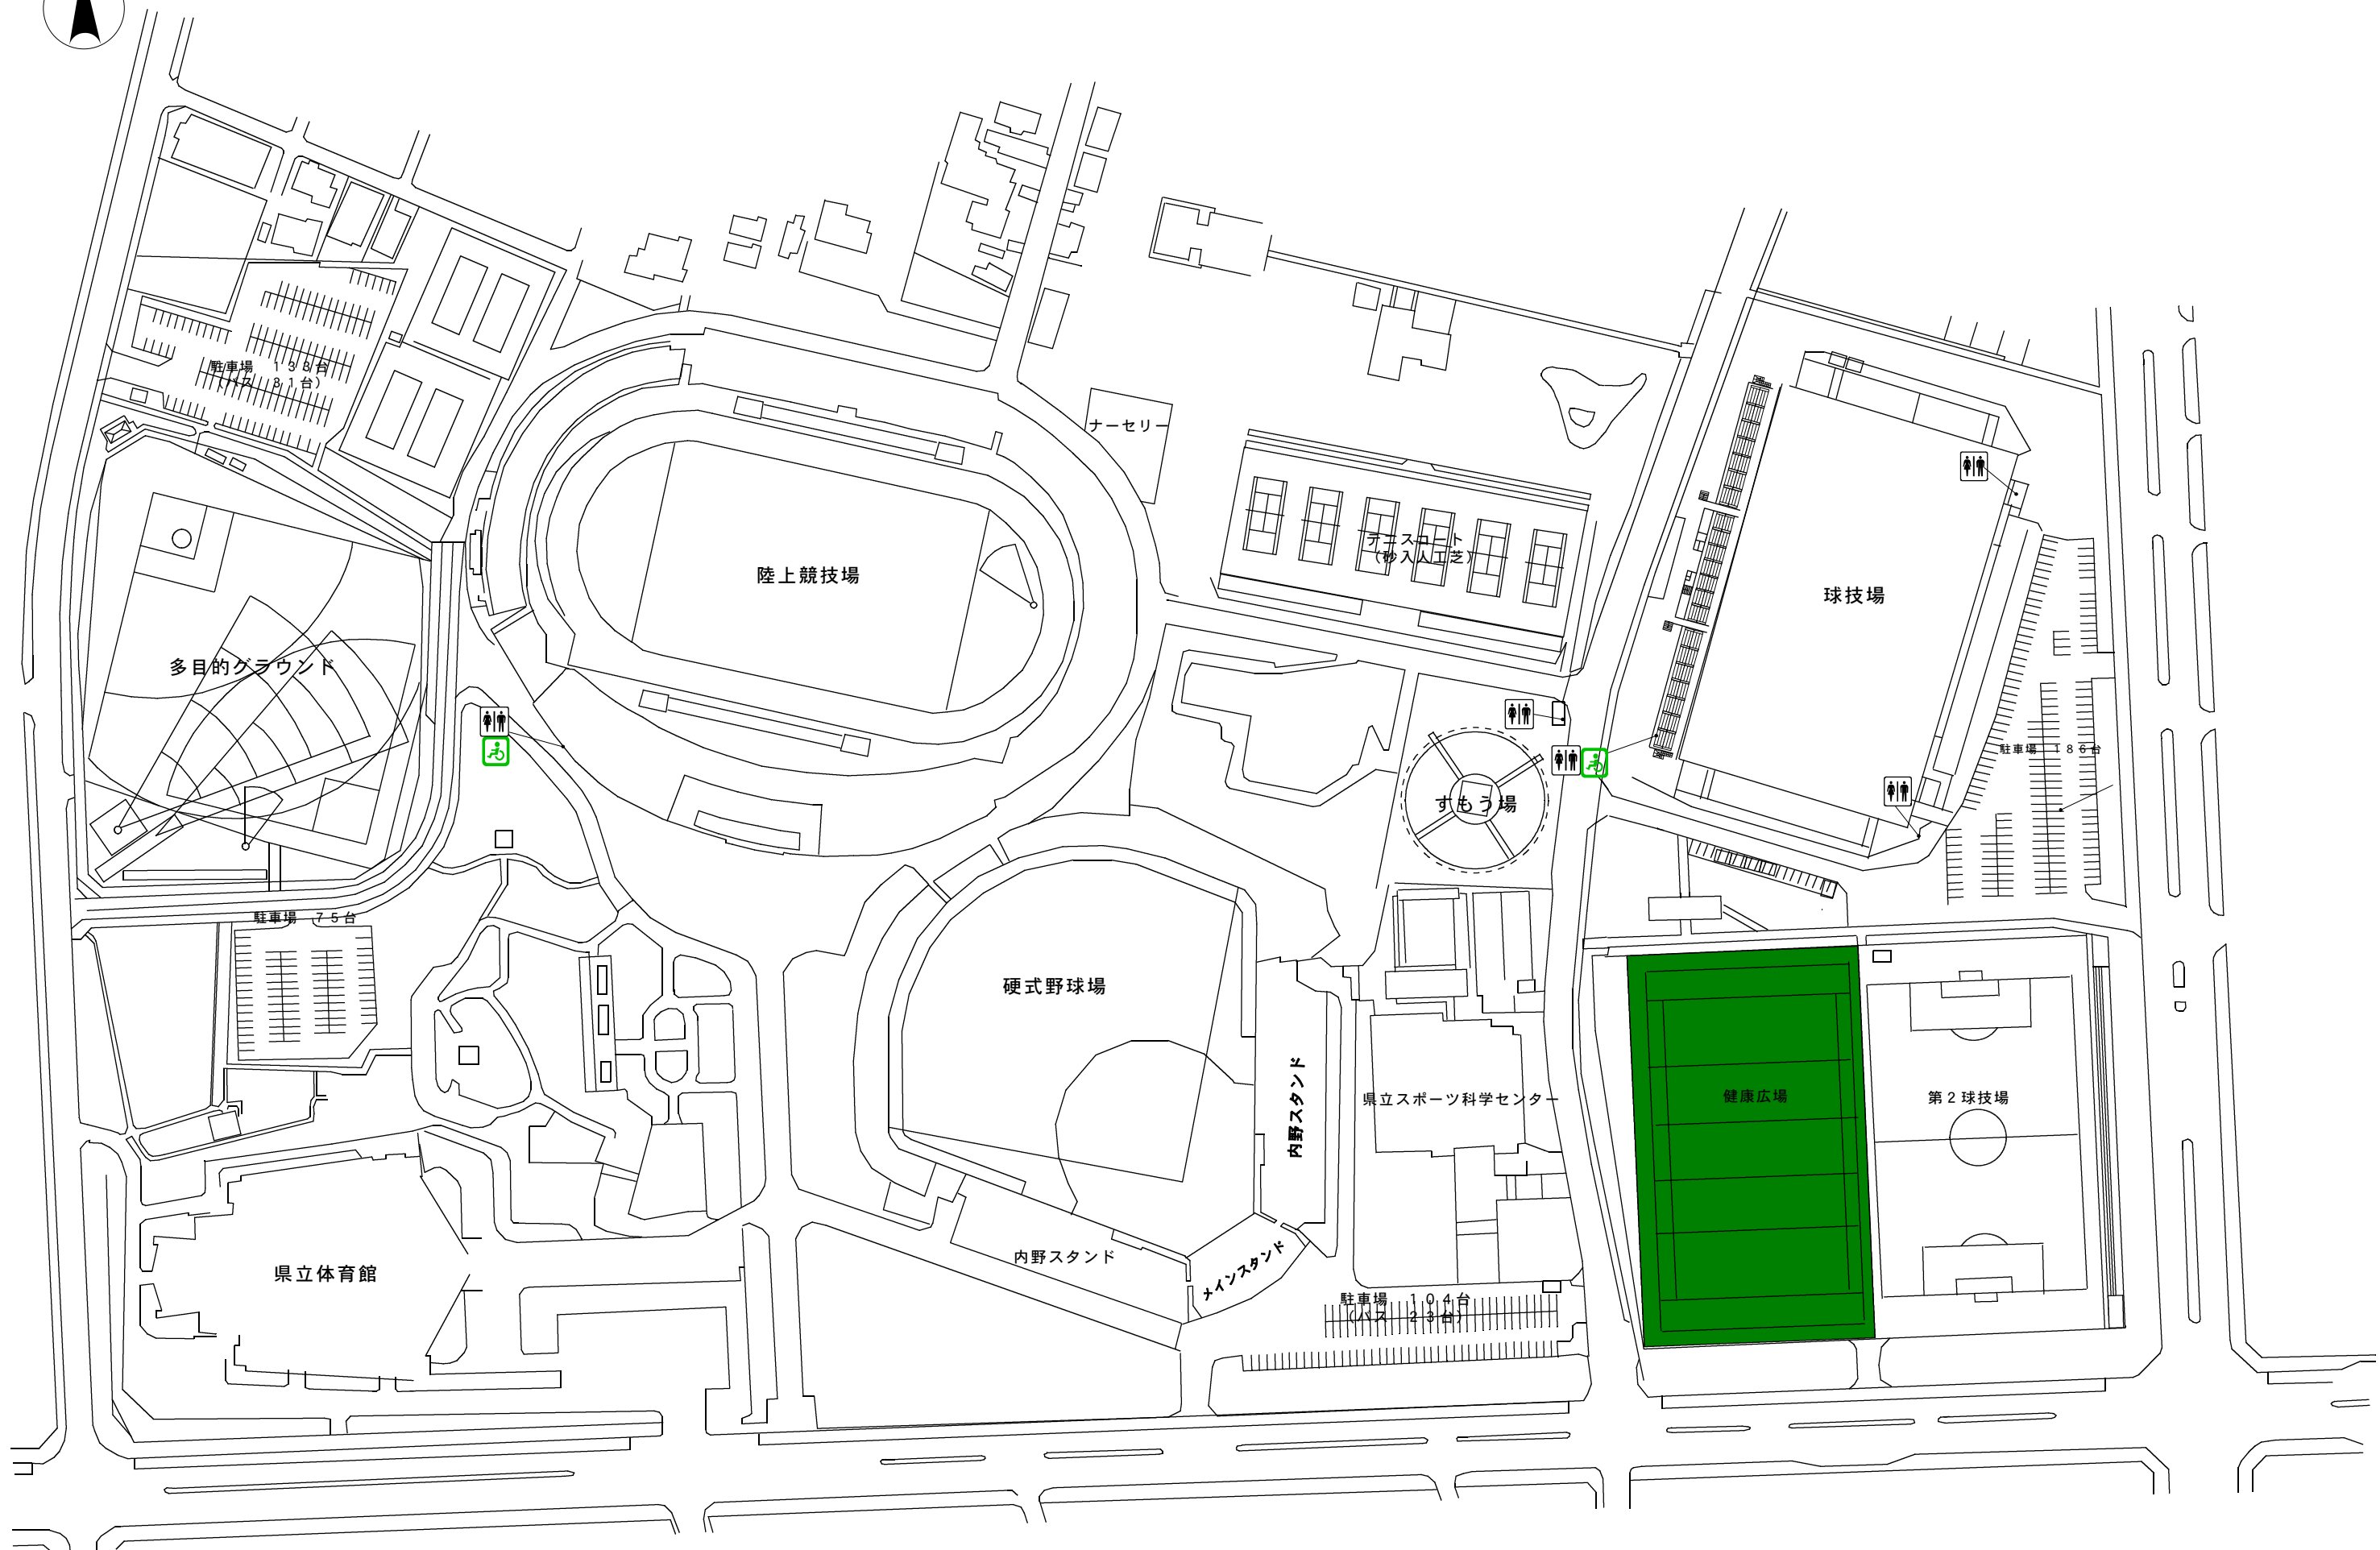 ナーセリー
駐車場　１３３台
（バス　３１台）
テニスコート
（砂入人工芝）
陸上競技場
球技場
多目的グラウンド
駐車場　１８６台
すもう場
駐車場　７５台
硬式野球場
内野スタンド
県立スポーツ科学センター
健康広場
第２球技場
内野スタンド
メインスタンド
県立体育館
駐車場　１０４台
（バス　２３台）